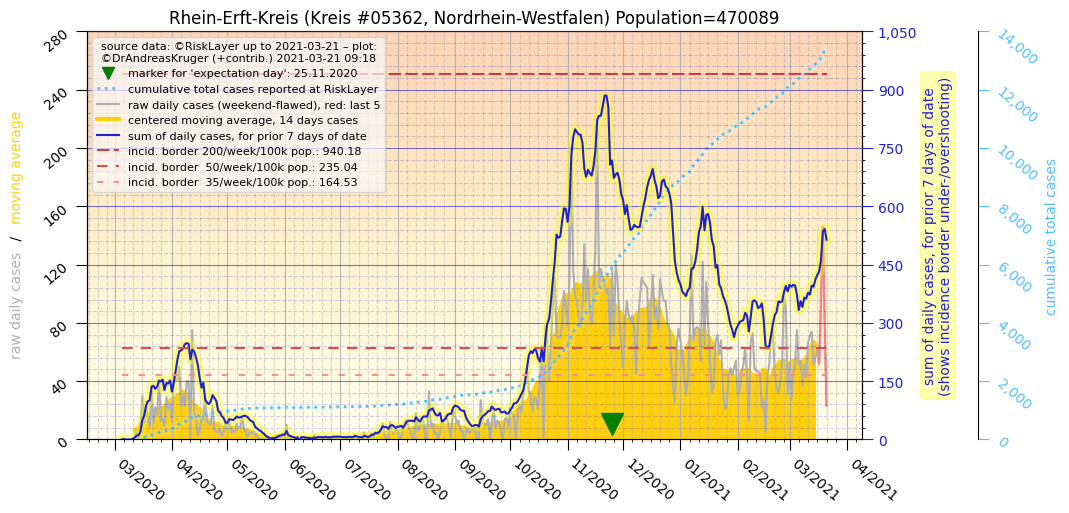 Rhein-Erft-Kreis (Kreis #05362, Nordrhein-Westfalen) Population=470089
source data: ©RiskLayer up to 2021-03-21 – plot:
©DrAndreasKruger (+contrib.) 2021-03-21 09:18
marker for 'expectation day': 25.11.2020
cumulative total cases reported at RiskLayer
raw daily cases (weekend-flawed), red: last 5
centered moving average, 14 days cases
sum of daily cases, for prior 7 days of date
incid. border 200/week/100k pop.: 940.18
incid. border  50/week/100k pop.: 235.04
incid. border  35/week/100k pop.: 164.53
raw daily cases / moving average
280
240
200
160
120
80
40
0
03/2020
04/2020
05/2020
06/2020
07/2020
08/2020
09/2020
10/2020
11/2020
12/2020
01/2021
02/2021
03/2021
04/2021
1,050
900
750
600
450
300
150
0
sum of daily cases, for prior 7 days of date
(shows incidence border under-/overshooting)
14,000
12,000
10,000
8,000
6,000
4,000
2,000
0
cumulative total cases